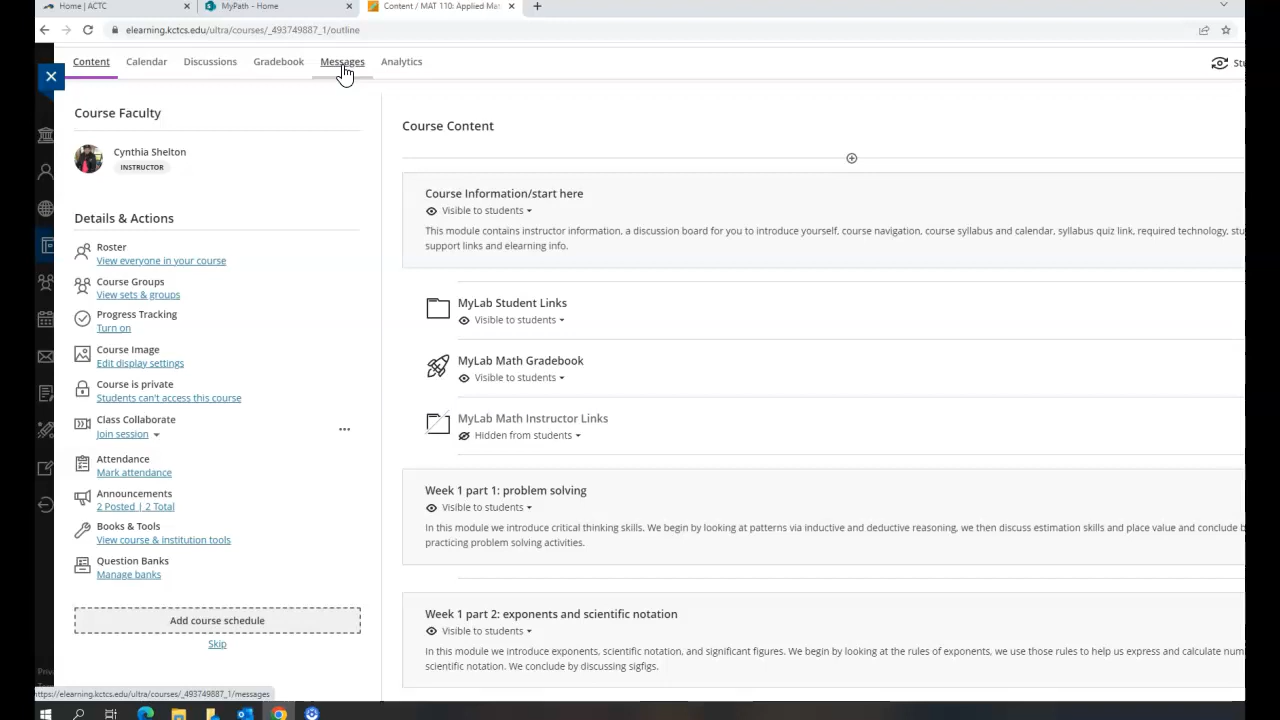 Home | ACTC
MyPath - Home
Content / MAT 110: Applied Mat
elearning.kctcs.edu/ultra/courses/_493749887_1/outline
Content
Calendar
Discussions
Gradebook
Messages
Analytics
Course Faculty
Cynthia Shelton
INSTRUCTOR
Details & Actions
Roster
View everyone in your course
Course Groups
View sets & groups
Progress Tracking
Turn on
Course Image
Edit display settings
Course is private
Students can't access this course
Class Collaborate
Join session
Attendance
Mark attendance
Announcements
2 Posted | 2 Total
Books & Tools
View course & institution tools
Question Banks
Manage banks
Add course schedule
Skip
Course Content
Course Information/start here
Visible to students
This module contains instructor information, a discussion board for you to introduce yourself, course navigation, course syllabus and calendar, syllabus quiz link, required technology, stu
support links and elearning info.
MyLab Student Links
Visible to students
MyLab Math Gradebook
Visible to students
MyLab Math Instructor Links
Hidden from students
Week 1 part 1: problem solving
Visible to students
In this module we introduce critical thinking skills. We begin by looking at patterns via inductive and deductive reasoning, we then discuss estimation skills and place value and conclude b
practicing problem solving activities.
Week 1 part 2: exponents and scientific notation
Visible to students
In this module we introduce exponents, scientific notation, and significant figures. We begin by looking at the rules of exponents, we use those rules to help us express and calculate num
scientific notation. We conclude by discussing sigfigs.
Stu
Priv
https://elearning.kctcs.edu/ultra/courses/_493749887_1/messages